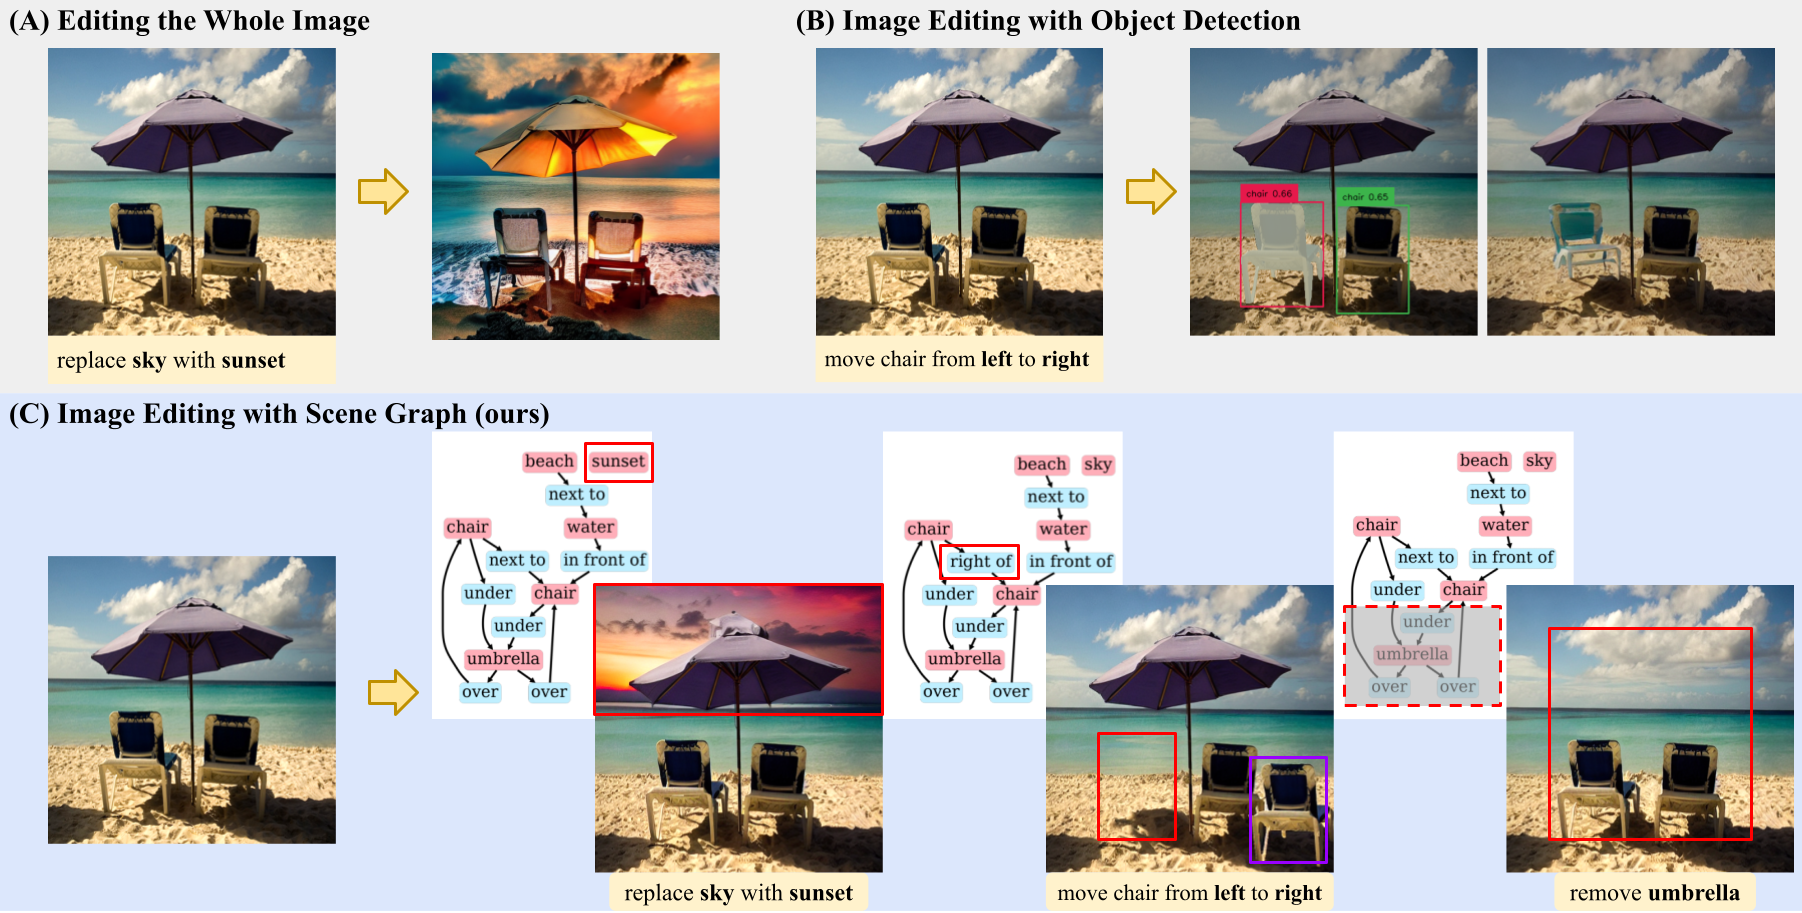 (A) Editing the Whole Image
replace sky with sunset
(B) Image Editing with Object Detection
chair 0.66
chair 0.65
move chair from left to right
(C) Image Editing with Scene Graph (ours)
beach sunset
next to
chair water
next to in front of
under chair
under
umbrella
over over
replace sky with sunset
beach sky
next to
chair water
right of in front of
under chair
under
umbrella
over over
move chair from left to right
beach sky
next to
chair water
next to in front of
under chair
under
umbrella
over over
remove umbrella